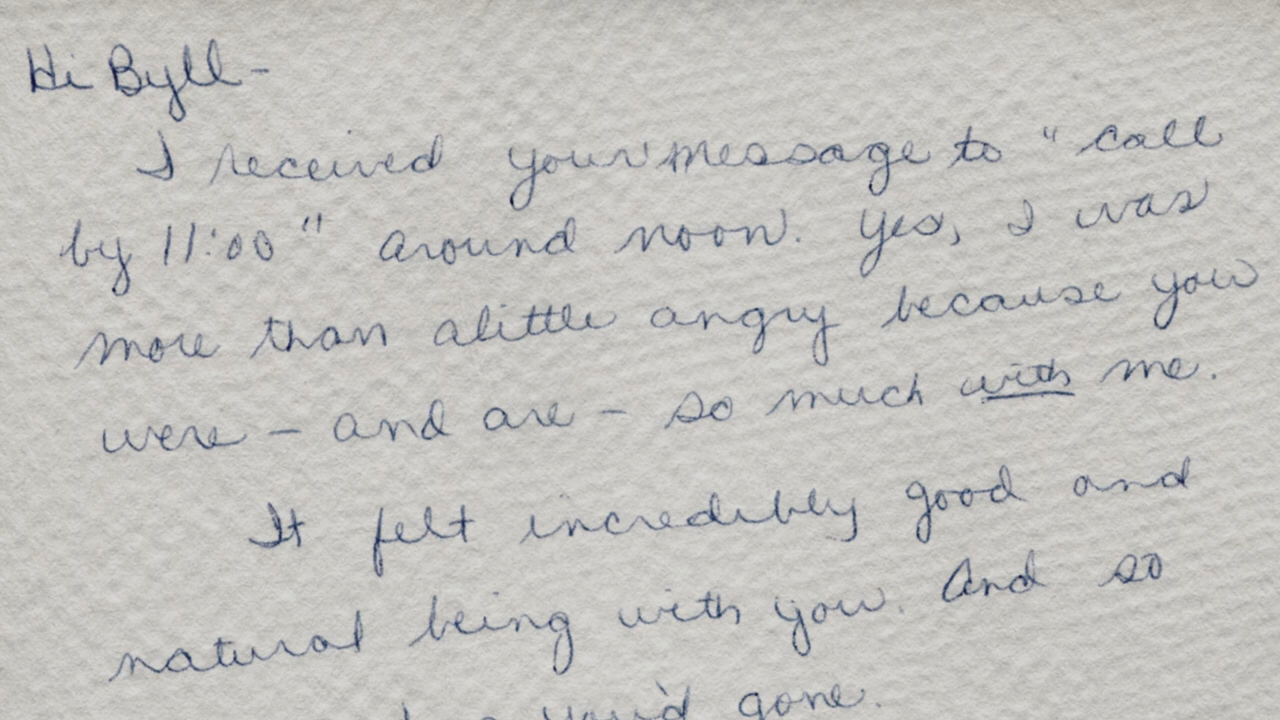 Hi Byll-
I received your message to "call
by 11:00" around noon. Yes, I was
more than alittle angry because you
were - and are - so much with me.
It felt incredibly good and
natural being with you. And so
you'd gone.